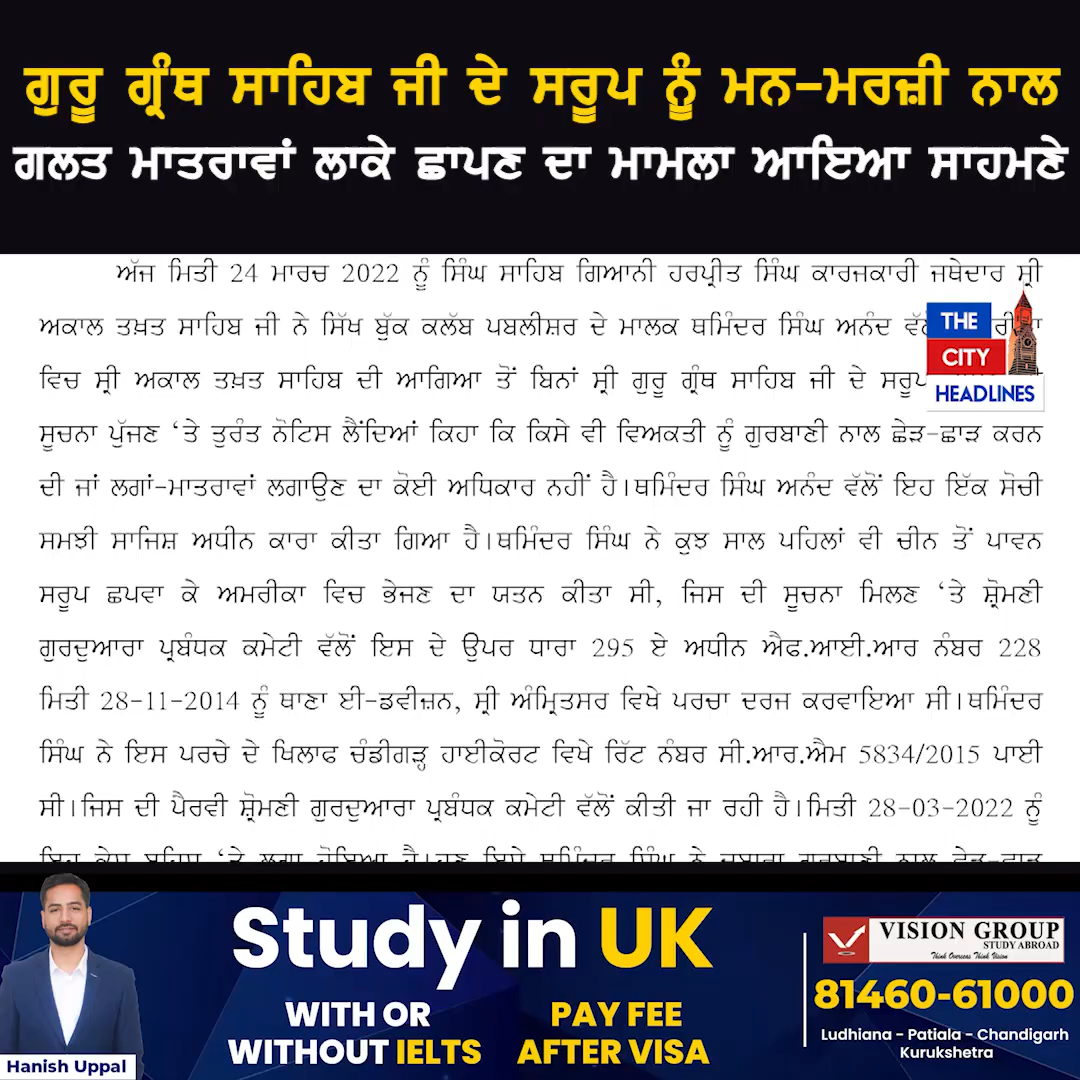 ਗੁਰੂ ਗ੍ਰੰਥ ਸਾਹਿਬ ਜੀ ਦੇ ਸਰੂਪ ਨੂੰ ਮਨ-ਮਰਜ਼ੀ ਨਾਲ
ਗਲਤ ਮਾਤਰਾਵਾਂ ਲਾਕੇ ਛਾਪਣ ਦਾ ਮਾਮਲਾ ਆਇਆ ਸਾਹਮਣੇ
ਅੱਜ ਮਿਤੀ 24 ਮਾਰਚ 2022 ਨੂੰ ਸਿੰਘ ਸਾਹਿਬ ਗਿਆਨੀ ਹਰਪ੍ਰੀਤ ਸਿੰਘ ਕਾਰਜਕਾਰੀ ਜਥੇਦਾਰ ਸ੍ਰੀ
ਅਕਾਲ ਤਖ਼ਤ ਸਾਹਿਬ ਜੀ ਨੇ ਸਿੱਖ ਬੁੱਕ ਕਲੱਬ ਪਬਲੀਸ਼ਰ ਦੇ ਮਾਲਕ ਥਮਿੰਦਰ ਸਿੰਘ ਅਨੰਦ
ਵਿਚ ਸ੍ਰੀ ਅਕਾਲ ਤਖ਼ਤ ਸਾਹਿਬ ਦੀ ਆਗਿਆ ਤੋਂ ਬਿਨਾਂ ਸ੍ਰੀ ਗੁਰੂ ਗ੍ਰੰਥ ਸਾਹਿਬ ਜੀ ਦੇ ਸਰੂਪ
ਸੂਚਨਾ ਪੁੱਜਣ ‘ਤੇ ਤੁਰੰਤ ਨੋਟਿਸ ਲੈਂਦਿਆਂ ਕਿਹਾ ਕਿ ਕਿਸੇ ਵੀ ਵਿਅਕਤੀ ਨੂੰ ਗੁਰਬਾਣੀ ਨਾਲ ਛੇੜ-ਛਾੜ ਕਰਨ
ਦੀ ਜਾਂ ਲਗਾਂ-ਮਾਤਰਾਵਾਂ ਲਗਾਉਣ ਦਾ ਕੋਈ ਅਧਿਕਾਰ ਨਹੀਂ ਹੈ।ਥਮਿੰਦਰ ਸਿੰਘ ਅਨੰਦ ਵੱਲੋਂ ਇਹ ਇੱਕ ਸੋਚੀ
ਸਮਝੀ ਸਾਜਿਸ਼ ਅਧੀਨ ਕਾਰਾ ਕੀਤਾ ਗਿਆ ਹੈ।ਥਮਿੰਦਰ ਸਿੰਘ ਨੇ ਕੁਝ ਸਾਲ ਪਹਿਲਾਂ ਵੀ ਚੀਨ ਤੋਂ ਪਾਵਨ
ਸਰੂਪ ਛਪਵਾ ਕੇ ਅਮਰੀਕਾ ਵਿਚ ਭੇਜਣ ਦਾ ਯਤਨ ਕੀਤਾ ਸੀ, ਜਿਸ ਦੀ ਸੂਚਨਾ ਮਿਲਣ ‘ਤੇ ਸ਼੍ਰੋਮਣੀ
ਗੁਰਦੁਆਰਾ ਪ੍ਰਬੰਧਕ ਕਮੇਟੀ ਵੱਲੋਂ ਇਸ ਦੇ ਉਪਰ ਧਾਰਾ 295 ਏ ਅਧੀਨ ਐਫ.ਆਈ.ਆਰ ਨੰਬਰ 228
ਮਿਤੀ 28-11-2014 ਨੂੰ ਥਾਣਾ ਈ-ਡਵੀਜ਼ਨ, ਸ੍ਰੀ ਅੰਮ੍ਰਿਤਸਰ ਵਿਖੇ ਪਰਚਾ ਦਰਜ ਕਰਵਾਇਆ ਸੀ।ਥਮਿੰਦਰ
ਸਿੰਘ ਨੇ ਇਸ ਪਰਚੇ ਦੇ ਖਿਲਾਫ ਚੰਡੀਗੜ੍ਹ ਹਾਈਕੋਰਟ ਵਿਖੇ ਰਿੱਟ ਨੰਬਰ ਸੀ.ਆਰ.ਐਮ 5834/2015 ਪਾਈ
ਸੀ।ਜਿਸ ਦੀ ਪੈਰਵੀ ਸ਼੍ਰੋਮਣੀ ਗੁਰਦੁਆਰਾ ਪ੍ਰਬੰਧਕ ਕਮੇਟੀ ਵੱਲੋਂ ਕੀਤੀ ਜਾ ਰਹੀ ਹੈ।ਮਿਤੀ 28-03-2022 ਨੂੰ
THE
CITY
HEADLINES
Study in UK
WITH OR
WITHOUT IELTS
PAY FEE
AFTER VISA
VISION GROUP
STUDY ABROAD
Think Overseas Think Vision
81460-61000
Ludhiana - Patiala - Chandigarh
Kurukshetra
Hanish Uppal